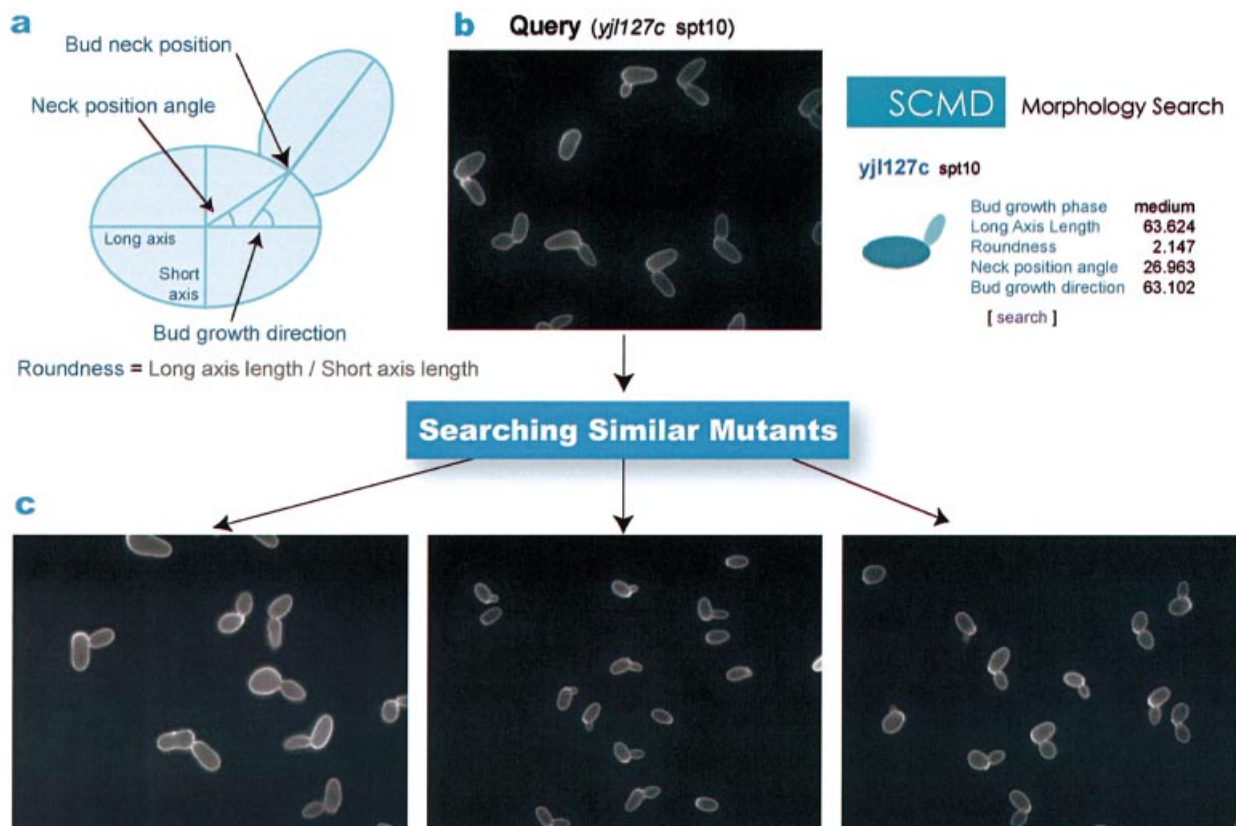 a
Bud neck position
Neck position angle
Long axis
Short
axis
Bud growth direction
Roundness = Long axis length / Short axis length
b Query (yjl127c spt10)
SCMD Morphology Search
yjl127c spt10
Bud growth phase medium
Long Axis Length 63.624
Roundness 2.147
Neck position angle 26.963
Bud growth direction 63.102
[ search ]
Searching Similar Mutants
c